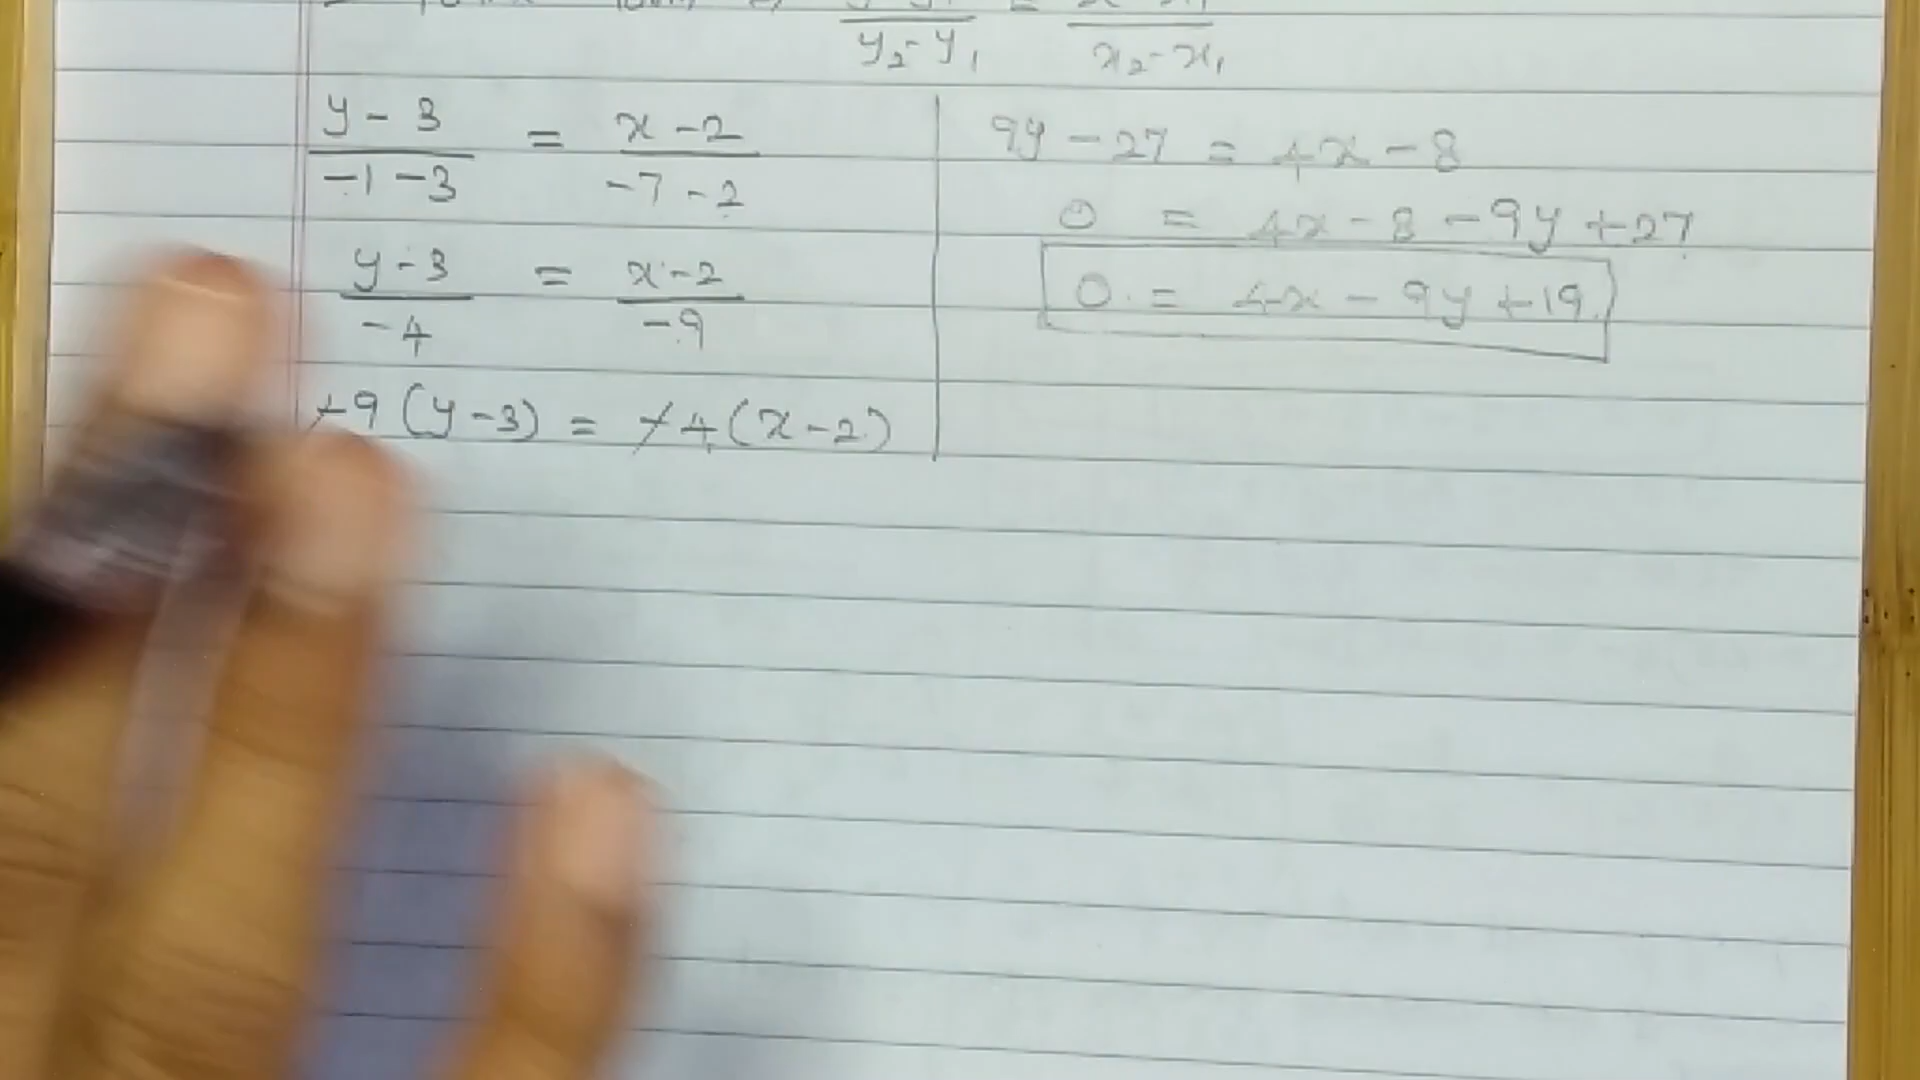 y₂-y₁   x₂-x₁
y-3 / -1-3 = x-2 / -7-2
y-3 / -4 = x-2 / -9
-9(y-3) = -4(x-2)
9y-27 = 4x-8
0 = 4x-8-9y+27
0 = 4x-9y+19